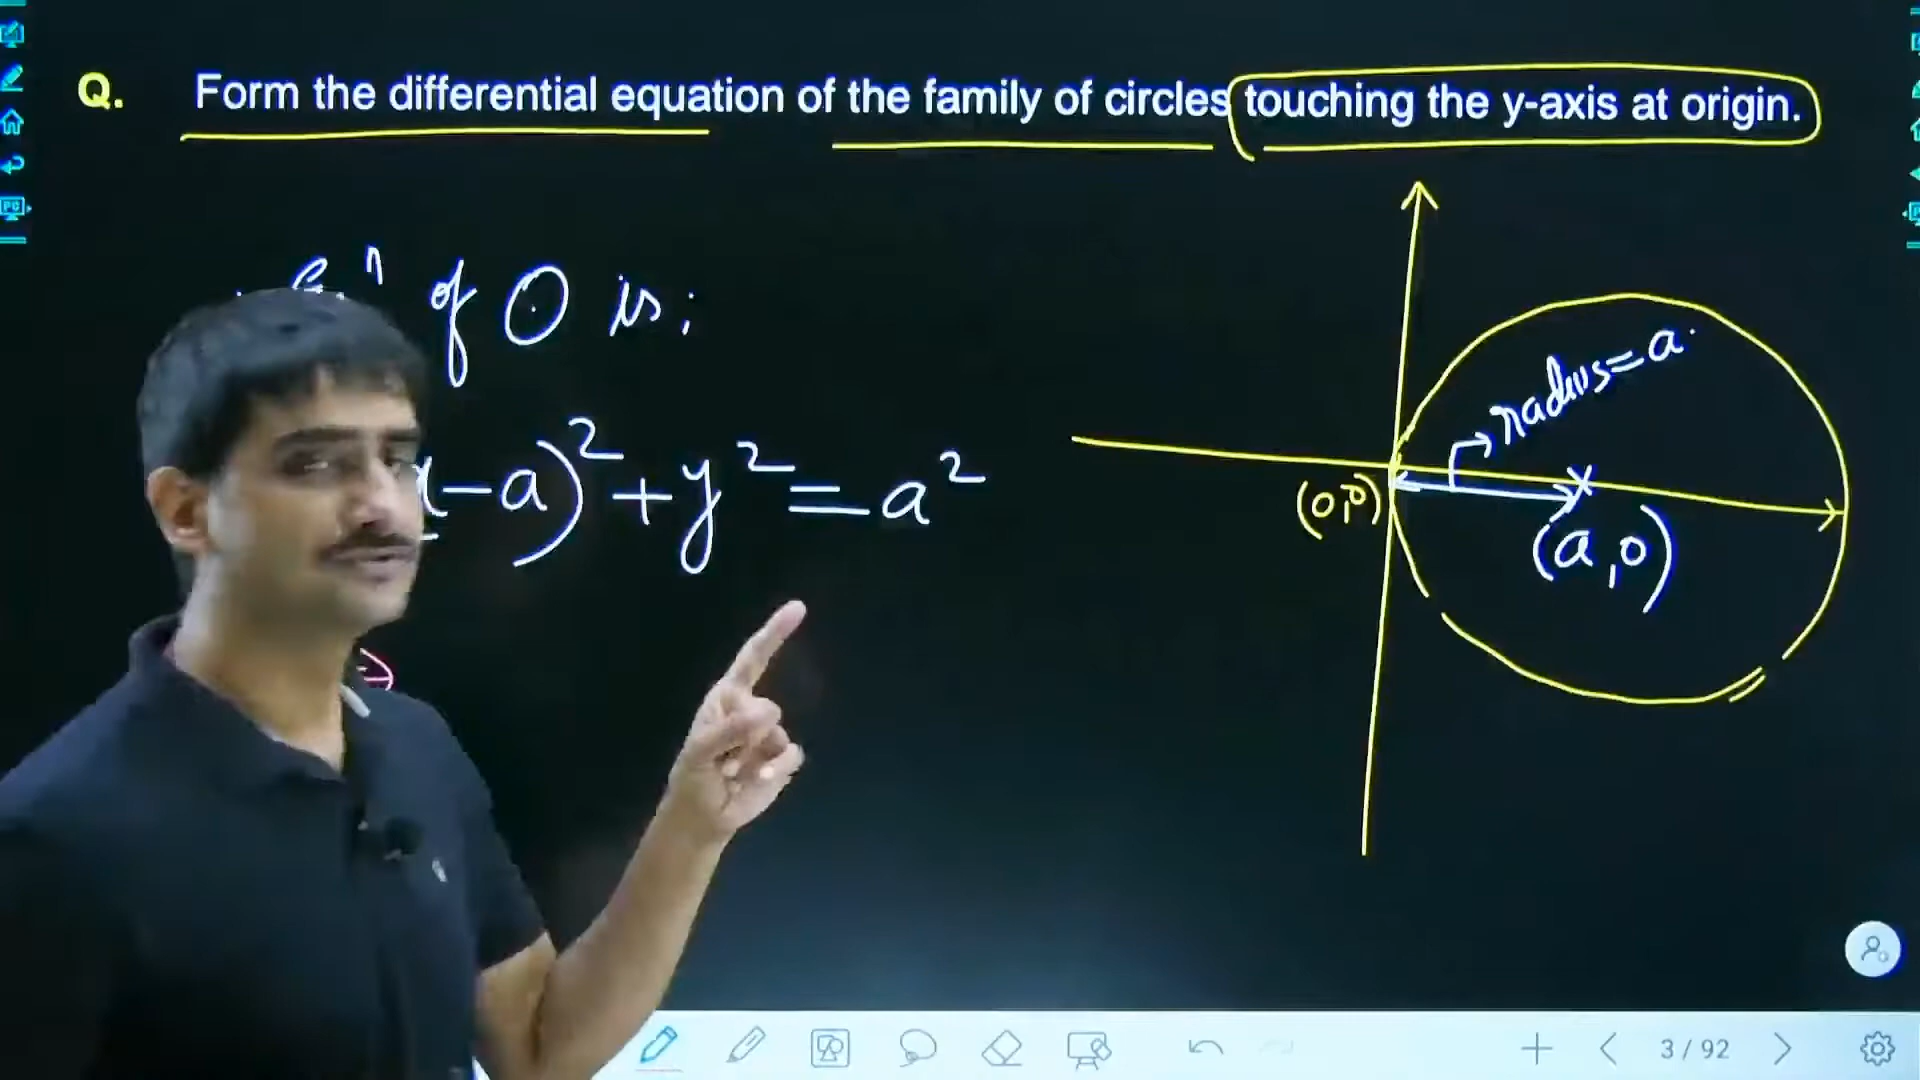 Q. Form the differential equation of the family of circles touching the y-axis at origin.
of O is:
x-a)²+y²=a²
radius=a
(0,0)
(a,0)
3 / 92